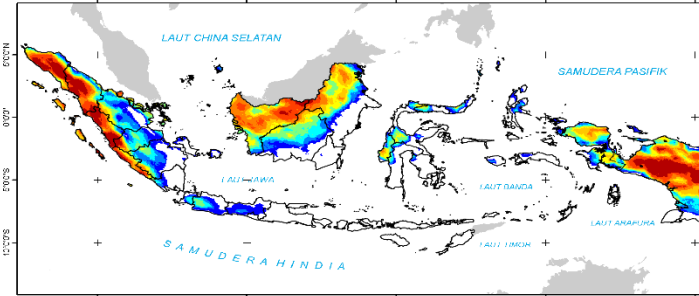 LAUT CHINA SELATAN
SAMUDERA PASIFIK
LAUT JAWA
LAUT BANDA
LAUT ARAFURA
LAUT TIMOR
SAMUDERA HINDIA